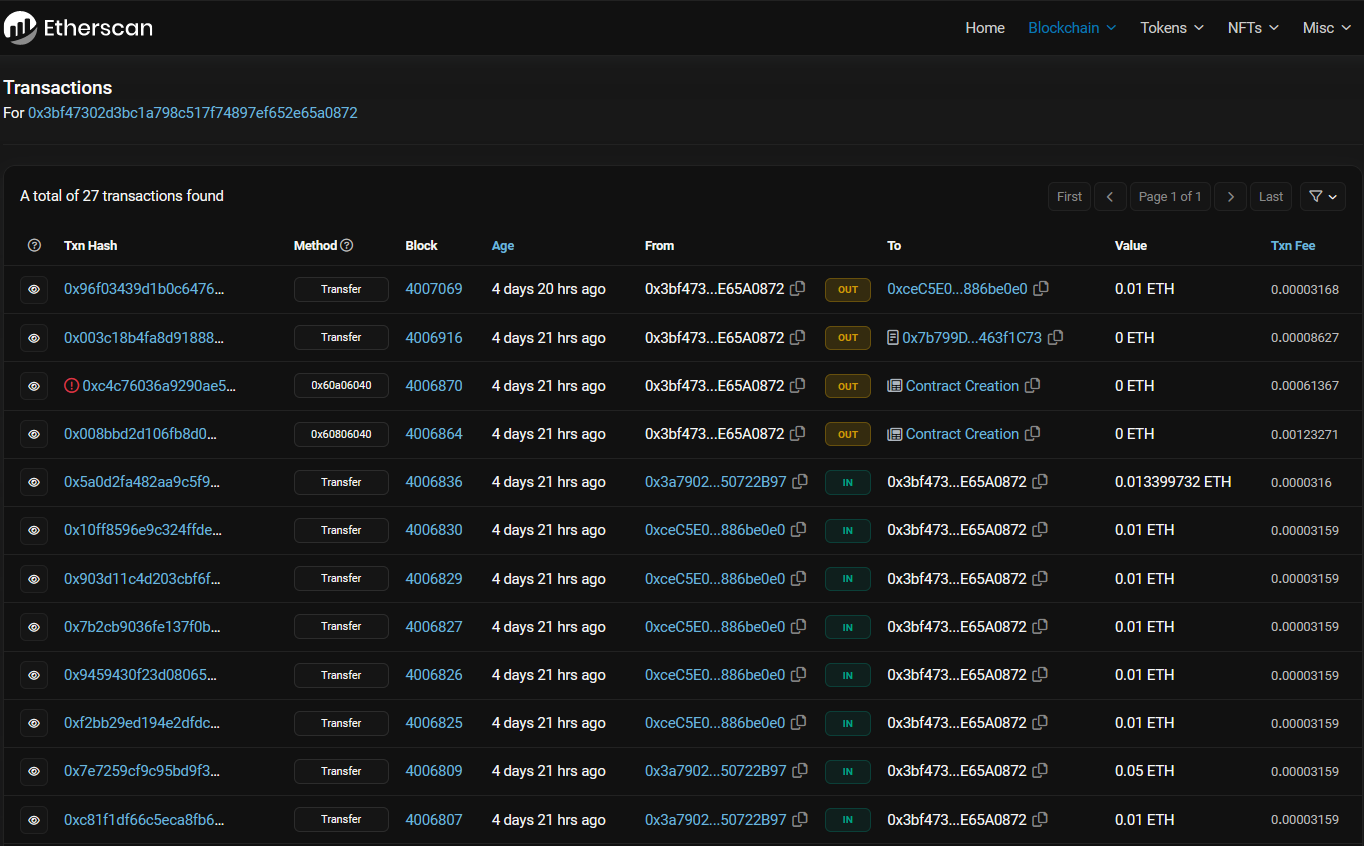 Etherscan
Home Blockchain Tokens NFTs Misc
Transactions
For 0x3bf47302d3bc1a798c517f74897ef652e65a0872
A total of 27 transactions found
First Page 1 of 1 Last
Txn Hash Method Block Age From To Value Txn Fee
0x96f03439d1b0c6476... Transfer 4007069 4 days 20 hrs ago 0x3bf473...E65A0872 OUT 0xceC5E0...886be0e0 0.01 ETH 0.00003168
0x003c18b4fa8d91888... Transfer 4006916 4 days 21 hrs ago 0x3bf473...E65A0872 OUT 0x7b799D...463f1C73 0 ETH 0.00008627
0xc4c76036a9290ae5... 0x60a06040 4006870 4 days 21 hrs ago 0x3bf473...E65A0872 OUT Contract Creation 0 ETH 0.00061367
0x008bbd2d106fb8d0... 0x60806040 4006864 4 days 21 hrs ago 0x3bf473...E65A0872 OUT Contract Creation 0 ETH 0.00123271
0x5a0d2fa482aa9c5f9... Transfer 4006836 4 days 21 hrs ago 0x3a7902...50722B97 IN 0x3bf473...E65A0872 0.013399732 ETH 0.0000316
0x10ff8596e9c324ffde... Transfer 4006830 4 days 21 hrs ago 0xceC5E0...886be0e0 IN 0x3bf473...E65A0872 0.01 ETH 0.00003159
0x903d11c4d203cbf6f... Transfer 4006829 4 days 21 hrs ago 0xceC5E0...886be0e0 IN 0x3bf473...E65A0872 0.01 ETH 0.00003159
0x7b2cb9036fe137f0b... Transfer 4006827 4 days 21 hrs ago 0xceC5E0...886be0e0 IN 0x3bf473...E65A0872 0.01 ETH 0.00003159
0x9459430f23d08065... Transfer 4006826 4 days 21 hrs ago 0xceC5E0...886be0e0 IN 0x3bf473...E65A0872 0.01 ETH 0.00003159
0xf2bb29ed194e2dfdc... Transfer 4006825 4 days 21 hrs ago 0xceC5E0...886be0e0 IN 0x3bf473...E65A0872 0.01 ETH 0.00003159
0x7e7259cf9c95bd9f3... Transfer 4006809 4 days 21 hrs ago 0x3a7902...50722B97 IN 0x3bf473...E65A0872 0.05 ETH 0.00003159
0xc81f1df66c5eca8fb6... Transfer 4006807 4 days 21 hrs ago 0x3a7902...50722B97 IN 0x3bf473...E65A0872 0.01 ETH 0.00003159